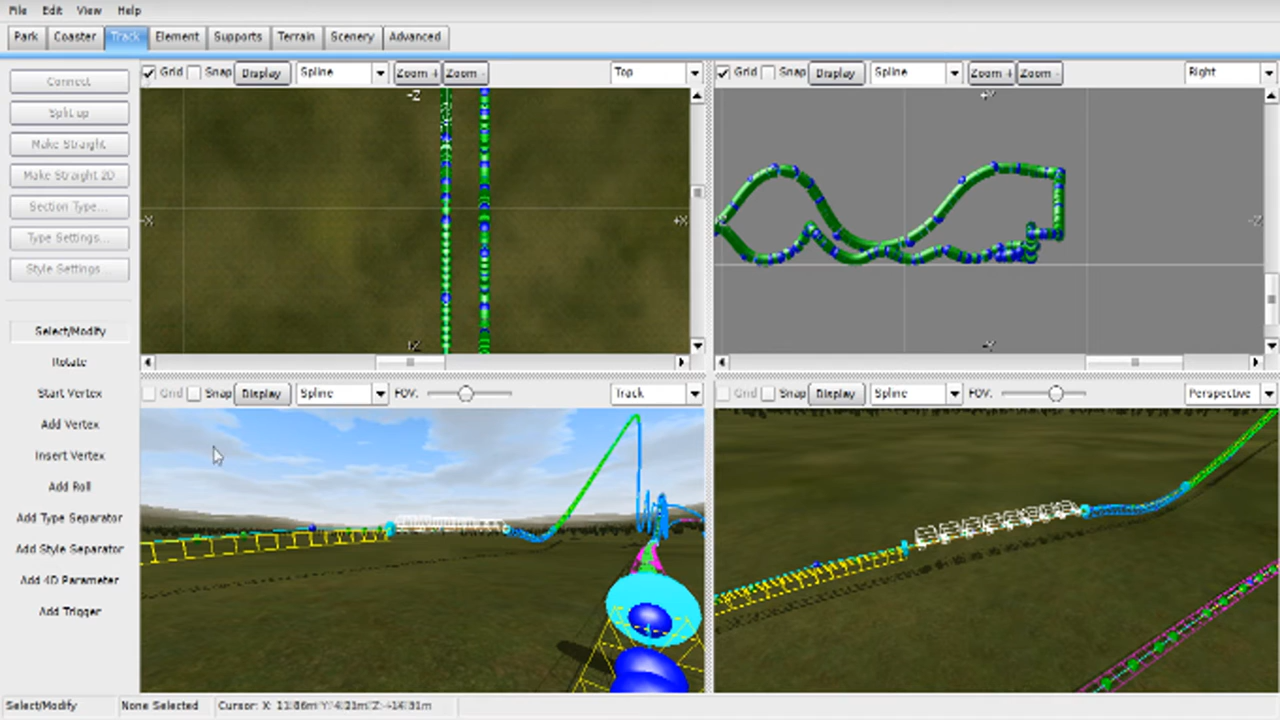 File Edit View Help
Park Coaster Track Element Supports Terrain Scenery Advanced
Grid Snap Display Spline Zoom + Zoom - Top
Grid Snap Display Spline Zoom + Zoom - Right
Connect
Split up
Make Straight
Make Straight 2D
Section Type...
Type Settings...
Style Settings
Select/Modify
Rotate
Start Vertex
Add Vertex
Insert Vertex
Add Roll
Add Type Separator
Add Style Separator
Add 4D Parameter
Add Trigger
-Z
-X
+X
+Y
-Y
-Z
Grid Snap Display Spline FOV: Track
Grid Snap Display Spline FOV: Perspective
Select/Modify None Selected Cursor: X: